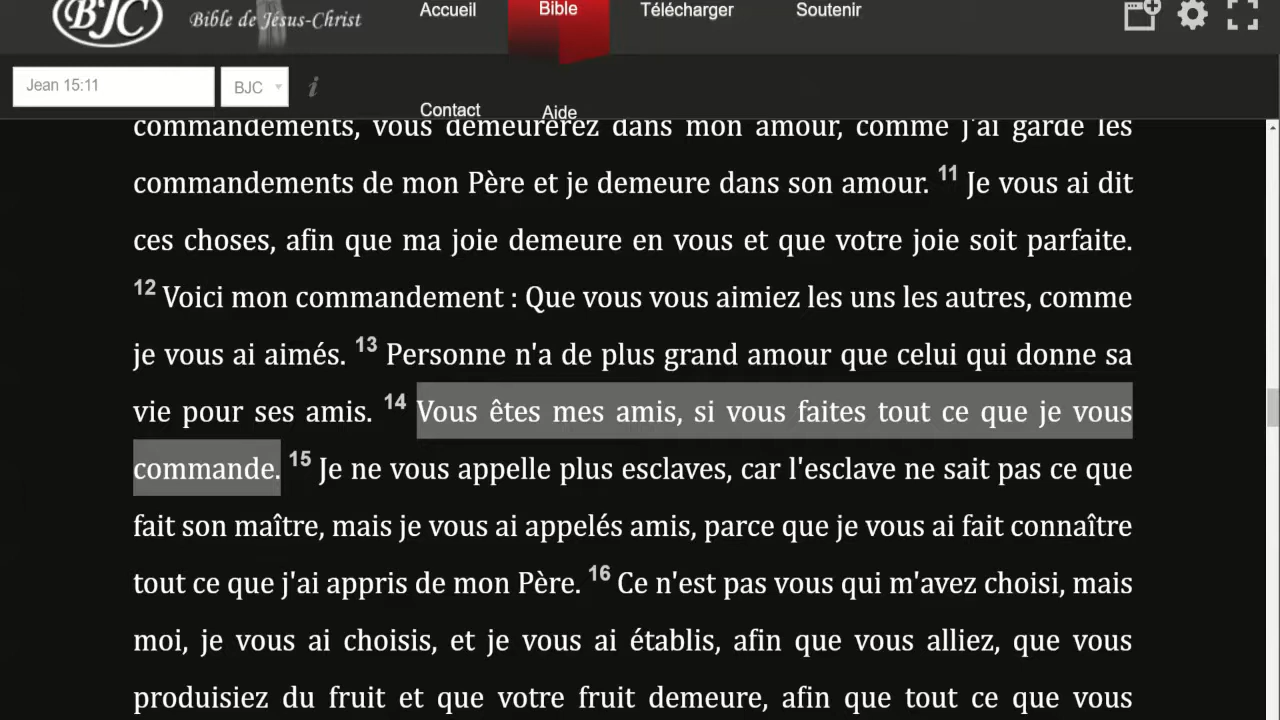 BJC Bible de Jésus-Christ
Accueil Bible Télécharger Soutenir
Jean 15:11 BJC i
Contact Aide
commandements, vous demeurerez dans mon amour, comme j'ai gardé les
commandements de mon Père et je demeure dans son amour. 11 Je vous ai dit
ces choses, afin que ma joie demeure en vous et que votre joie soit parfaite.
12 Voici mon commandement : Que vous vous aimiez les uns les autres, comme
je vous ai aimés. 13 Personne n'a de plus grand amour que celui qui donne sa
vie pour ses amis. 14 Vous êtes mes amis, si vous faites tout ce que je vous
commande. 15 Je ne vous appelle plus esclaves, car l'esclave ne sait pas ce que
fait son maître, mais je vous ai appelés amis, parce que je vous ai fait connaître
tout ce que j'ai appris de mon Père. 16 Ce n'est pas vous qui m'avez choisi, mais
moi, je vous ai choisis, et je vous ai établis, afin que vous alliez, que vous
produisiez du fruit et que votre fruit demeure, afin que tout ce que vous